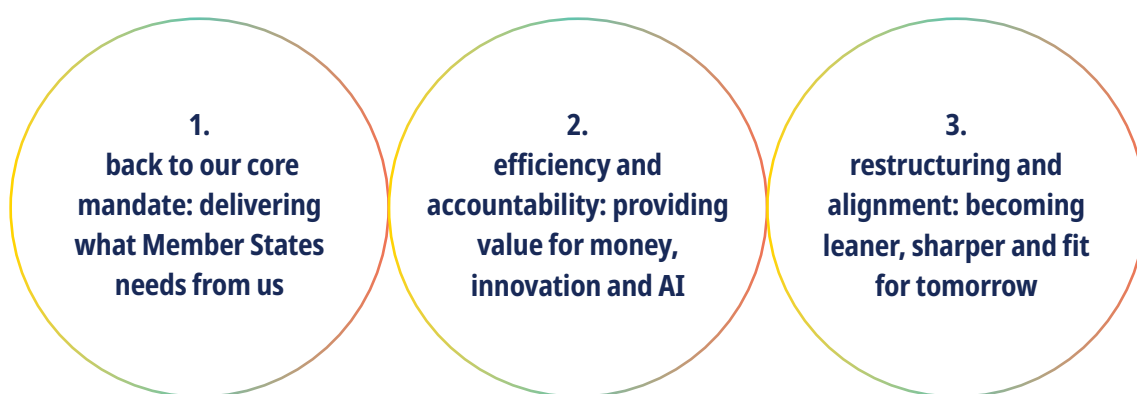 1.
back to our core
mandate: delivering
what Member States
needs from us
2.
efficiency and
accountability: providing
value for money,
innovation and AI
3.
restructuring and
alignment: becoming
leaner, sharper and fit
for tomorrow